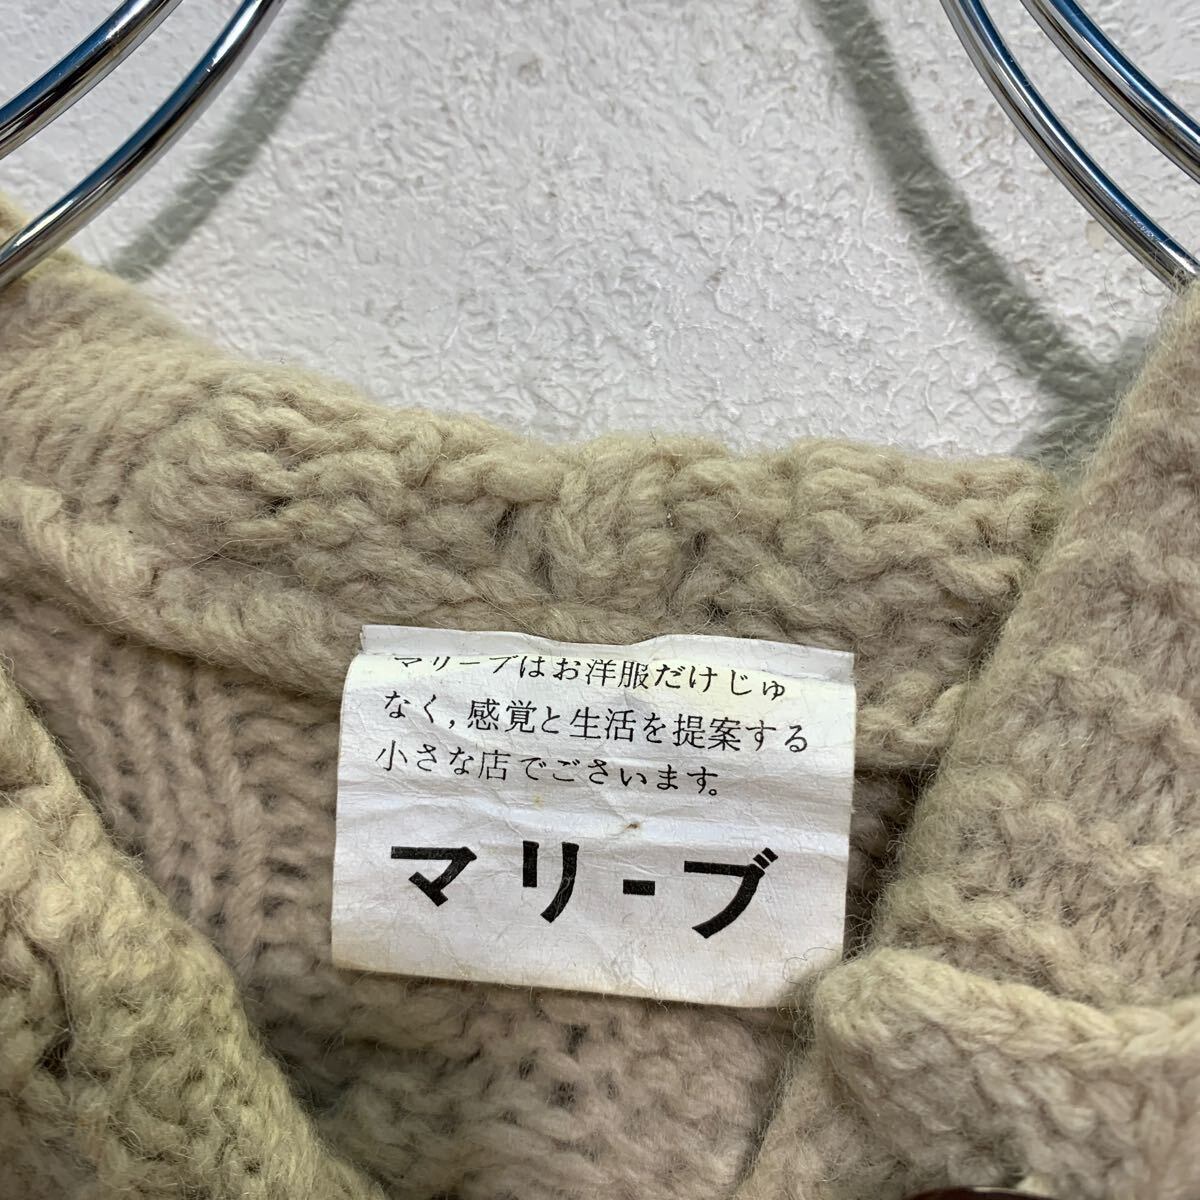 マリーブはお洋服だけじゅ
なく,感覚と生活を提案する
小さな店でごさいます。
マリーブ